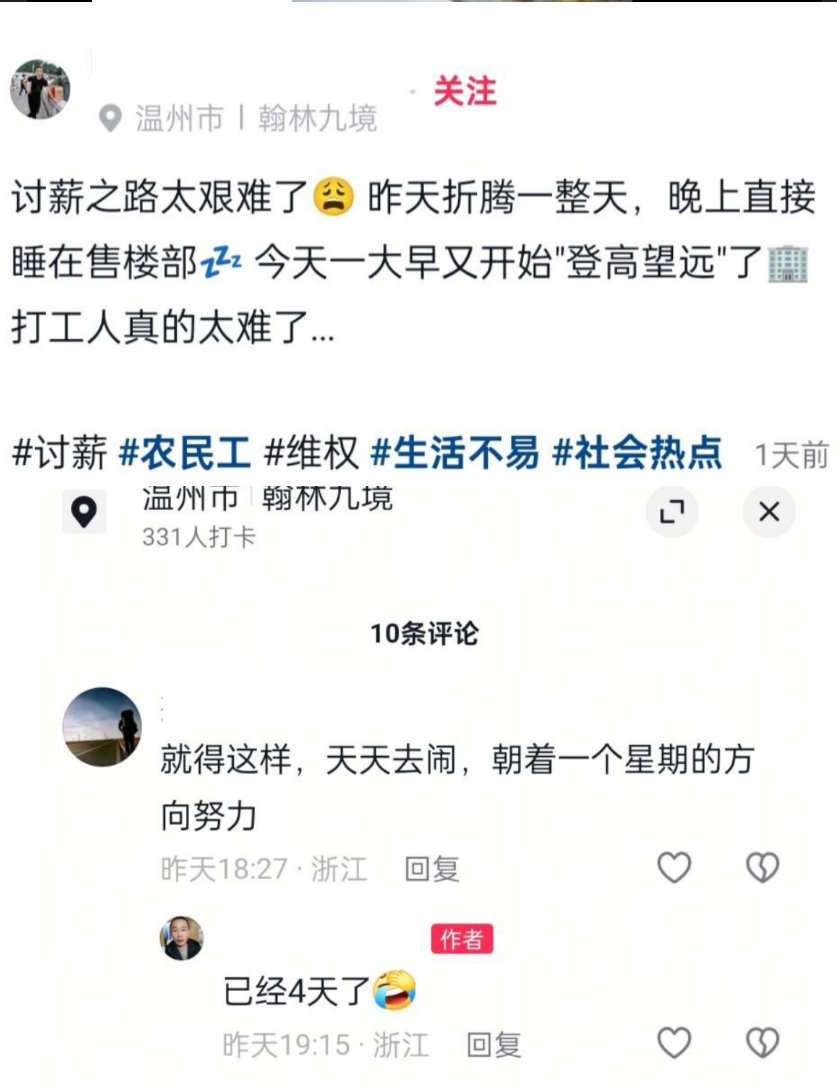 温州市 | 翰林九境
· 关注
讨薪之路太艰难了😩 昨天折腾一整天，晚上直接
睡在售楼部💤 今天一大早又开始"登高望远"了🏢
打工人真的太难了...
#讨薪 #农民工 #维权 #生活不易 #社会热点 1天前
温州市 | 翰林九境
331人打卡
10条评论
就得这样，天天去闹，朝着一个星期的方
向努力
昨天18:27 · 浙江 回复
作者
已经4天了🤣
昨天19:15 · 浙江 回复